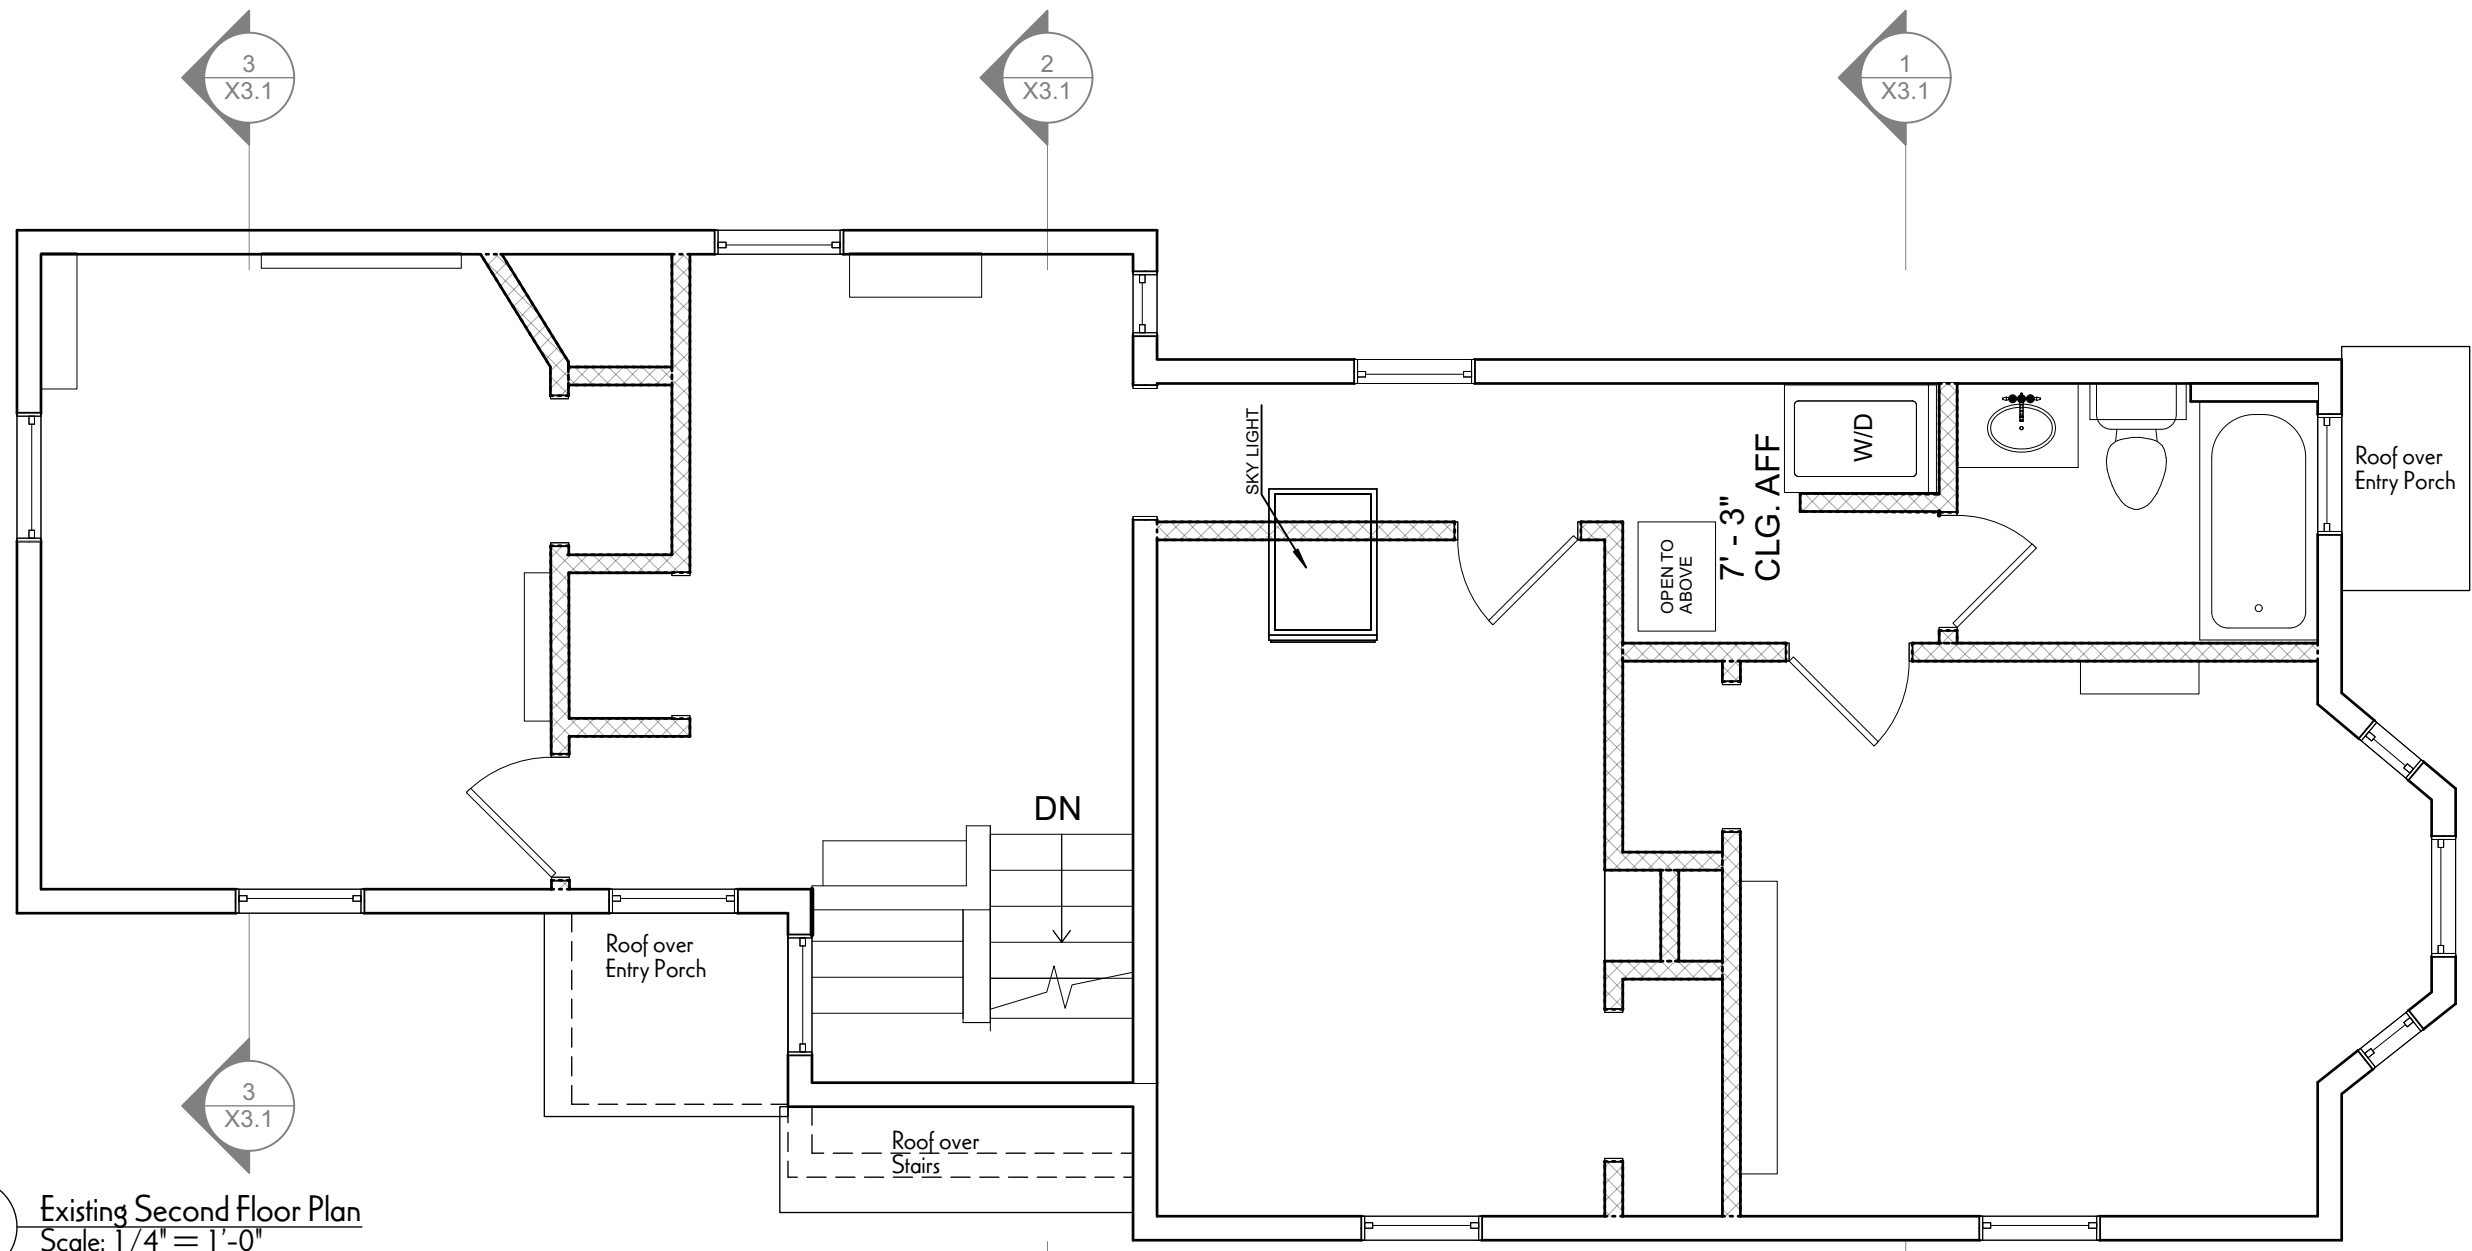 3
X3.1
2
X3.1
1
X3.1
SKY LIGHT
W/D
7' - 3"
CLG. AFF
OPEN TO
ABOVE
Roof over
Entry Porch
DN
Roof over
Entry Porch
3
X3.1
Roof over
Stairs
Existing Second Floor Plan
Scale: 1/4" = 1'-0"